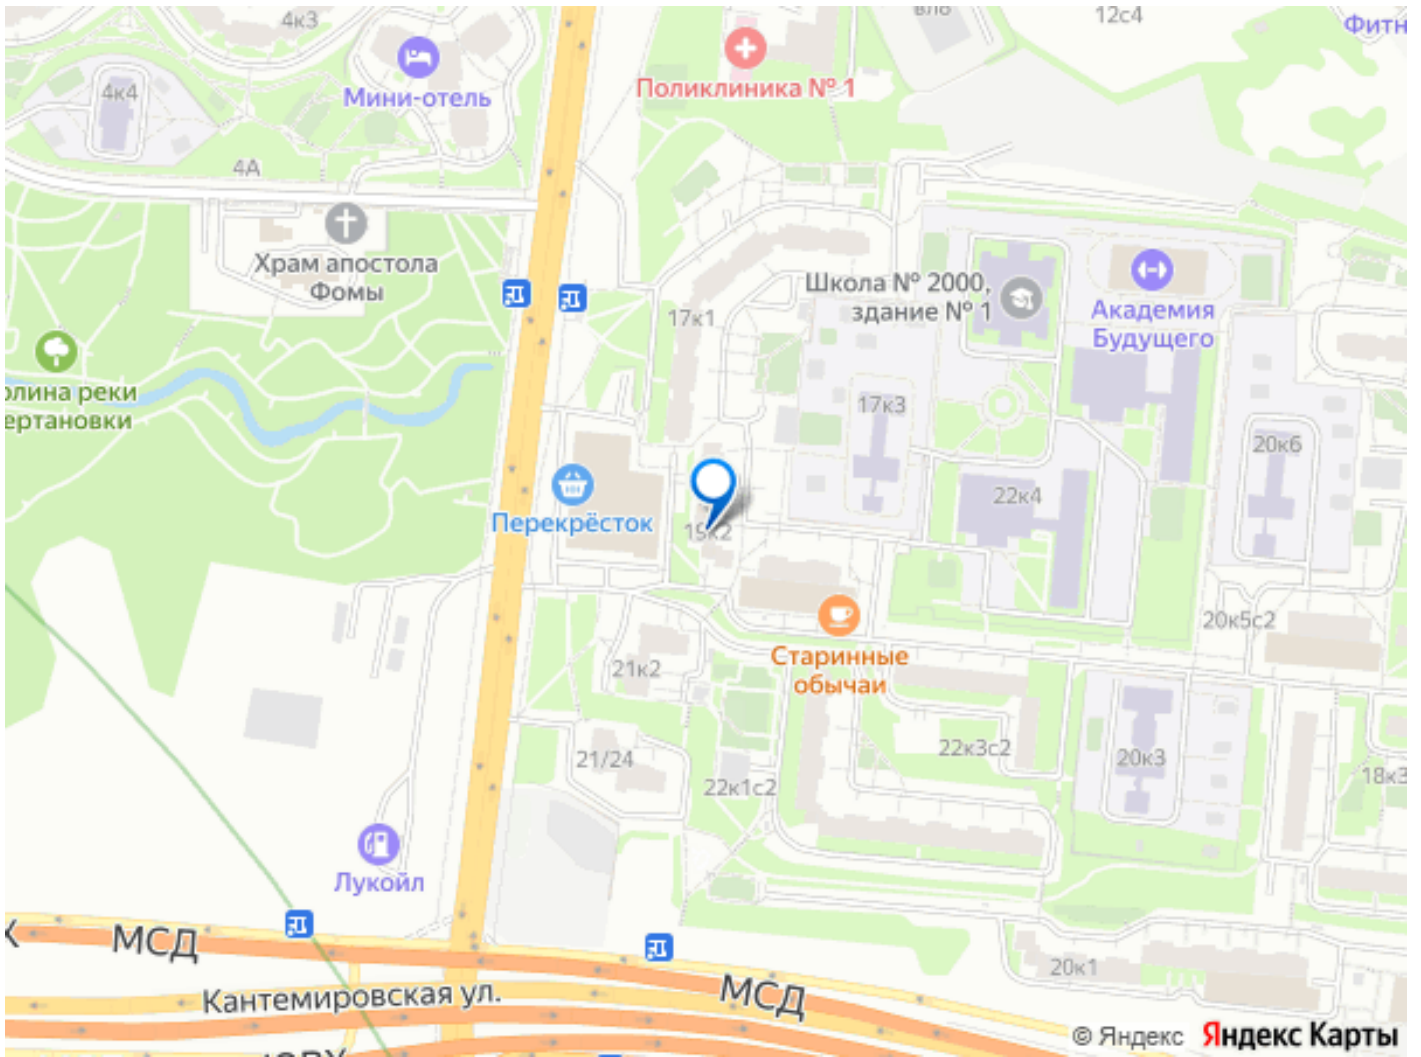 4к3
12с4
Фитн
Мини-отель
Поликлиника № 1
4к4
4А
Храм апостола
Фомы
Школа № 2000,
здание № 1
Академия
Будущего
17к1
олина реки
ертановки
17к3
20к6
22к4
Перекрёсток
19к2
20к5с2
Старинные
обычаи
21к2
21/24
22к3с2
20к3
22к1с2
18к3
Лукойл
МСД
20к1
Кантемировская ул.
МСД
© Яндекс Яндекс Карты